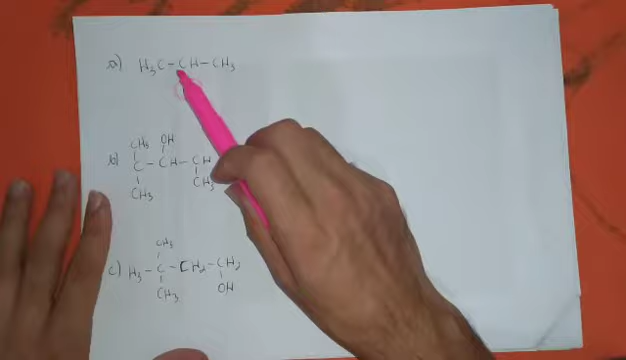 a) H₃C-CH-CH₃
CH₃ OH
b) C-CH-CH
CH₃ CH₃
CH₃
c) H₃-C-CH₂-CH₂
CH₃ OH